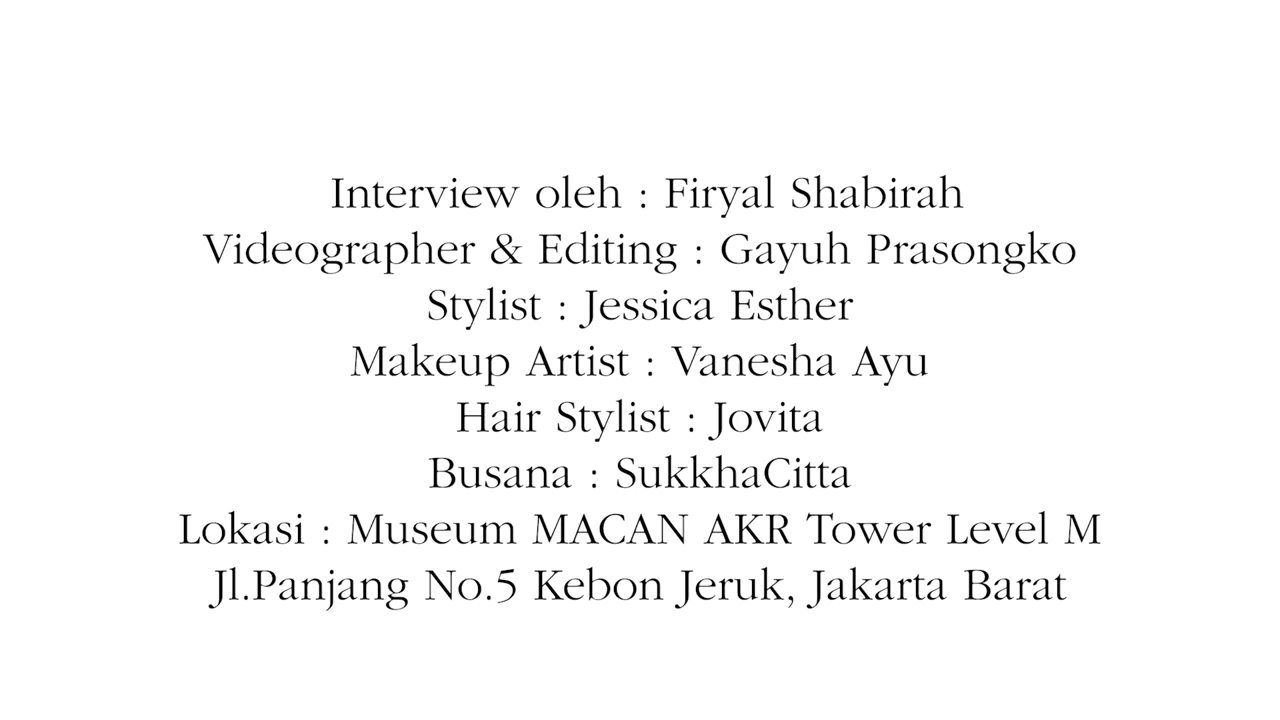 Interview oleh : Firyal Shabirah
Videographer & Editing : Gayuh Prasongko
Stylist : Jessica Esther
Makeup Artist : Vanesha Ayu
Hair Stylist : Jovita
Busana : SukkhaCitta
Lokasi : Museum MACAN AKR Tower Level M
Jl.Panjang No.5 Kebon Jeruk, Jakarta Barat